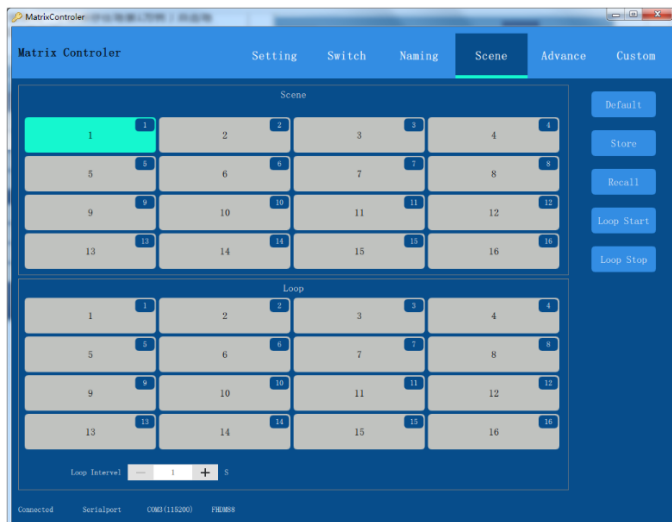 MatrixControler
Matrix Controler Setting Switch Naming Scene Advance Custom
Scene
1 1 2 2 3 3 4 4
5 5 6 6 7 7 8 8
9 9 10 10 11 11 12 12
13 13 14 14 15 15 16 16
Default
Store
Recall
Loop Start
Loop Stop
Loop
1 1 2 2 3 3 4 4
5 5 6 6 7 7 8 8
9 9 10 10 11 11 12 12
13 13 14 14 15 15 16 16
Loop Intervel — 1 + S
Connected Serialport COM3(115200) FHDMS8